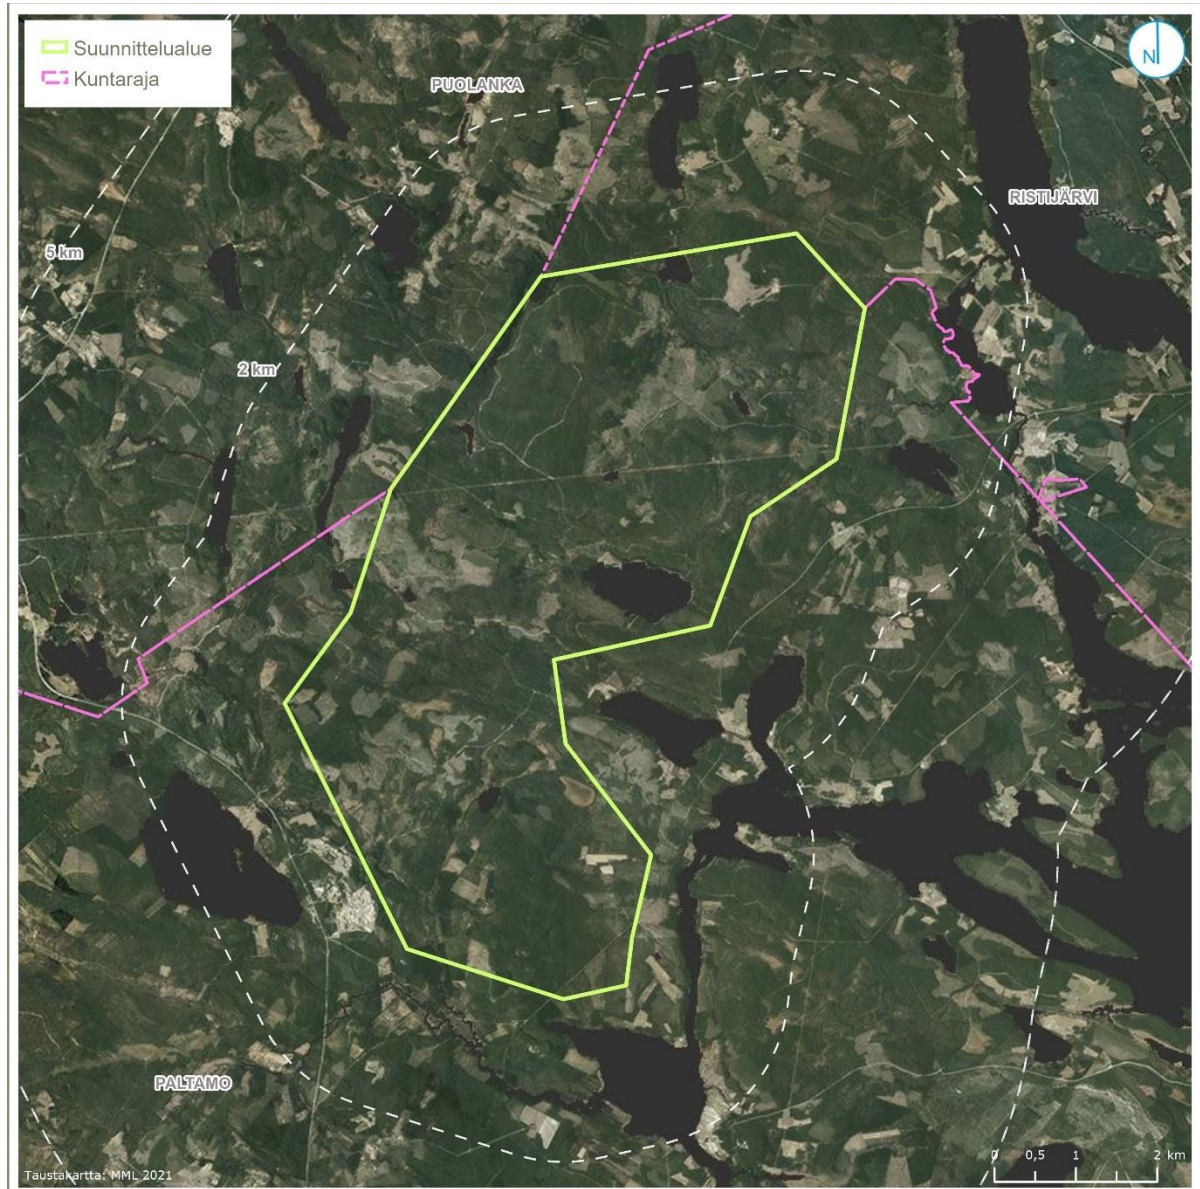 Suunnittelualue
Kuntaraja
N
PUOLANKA
RISTIJÄRVI
5 km
2 km
PALTAMO
0 0,5 1 2 km
Taustakartta: MML 2021